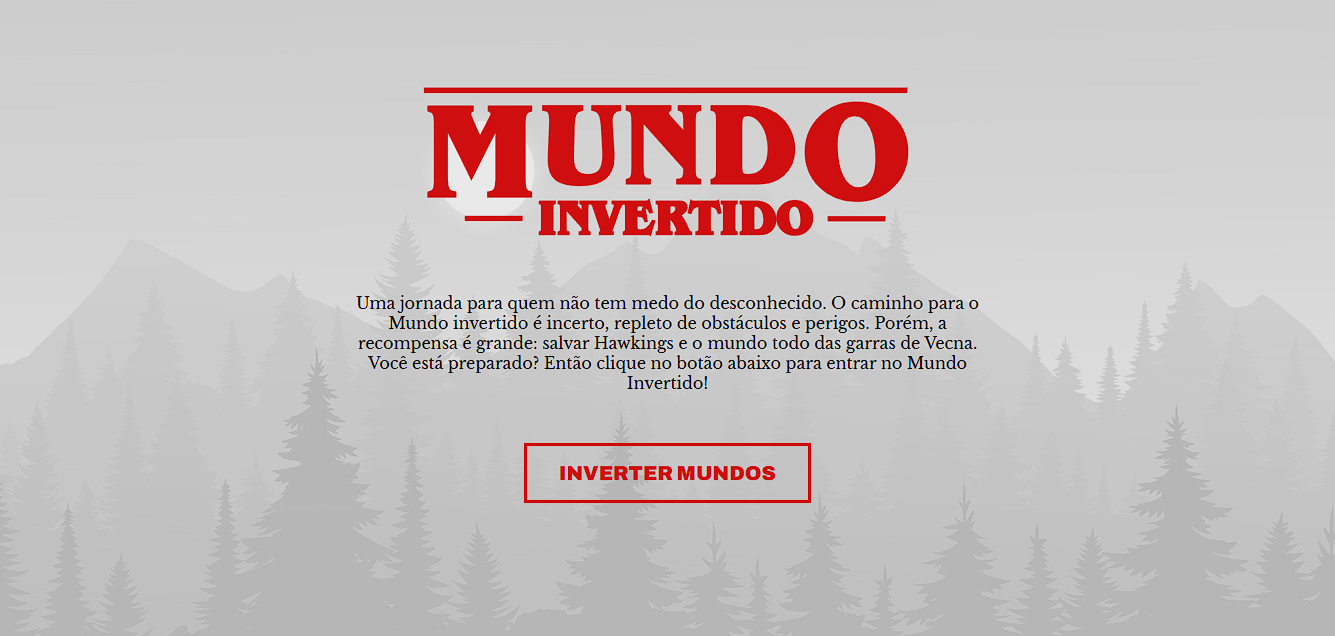 MUNDO
INVERTIDO
Uma jornada para quem não tem medo do desconhecido. O caminho para o
Mundo invertido é incerto, repleto de obstáculos e perigos. Porém, a
recompensa é grande: salvar Hawkings e o mundo todo das garras de Vecna.
Você está preparado? Então clique no botão abaixo para entrar no Mundo
Invertido!
INVERTER MUNDOS